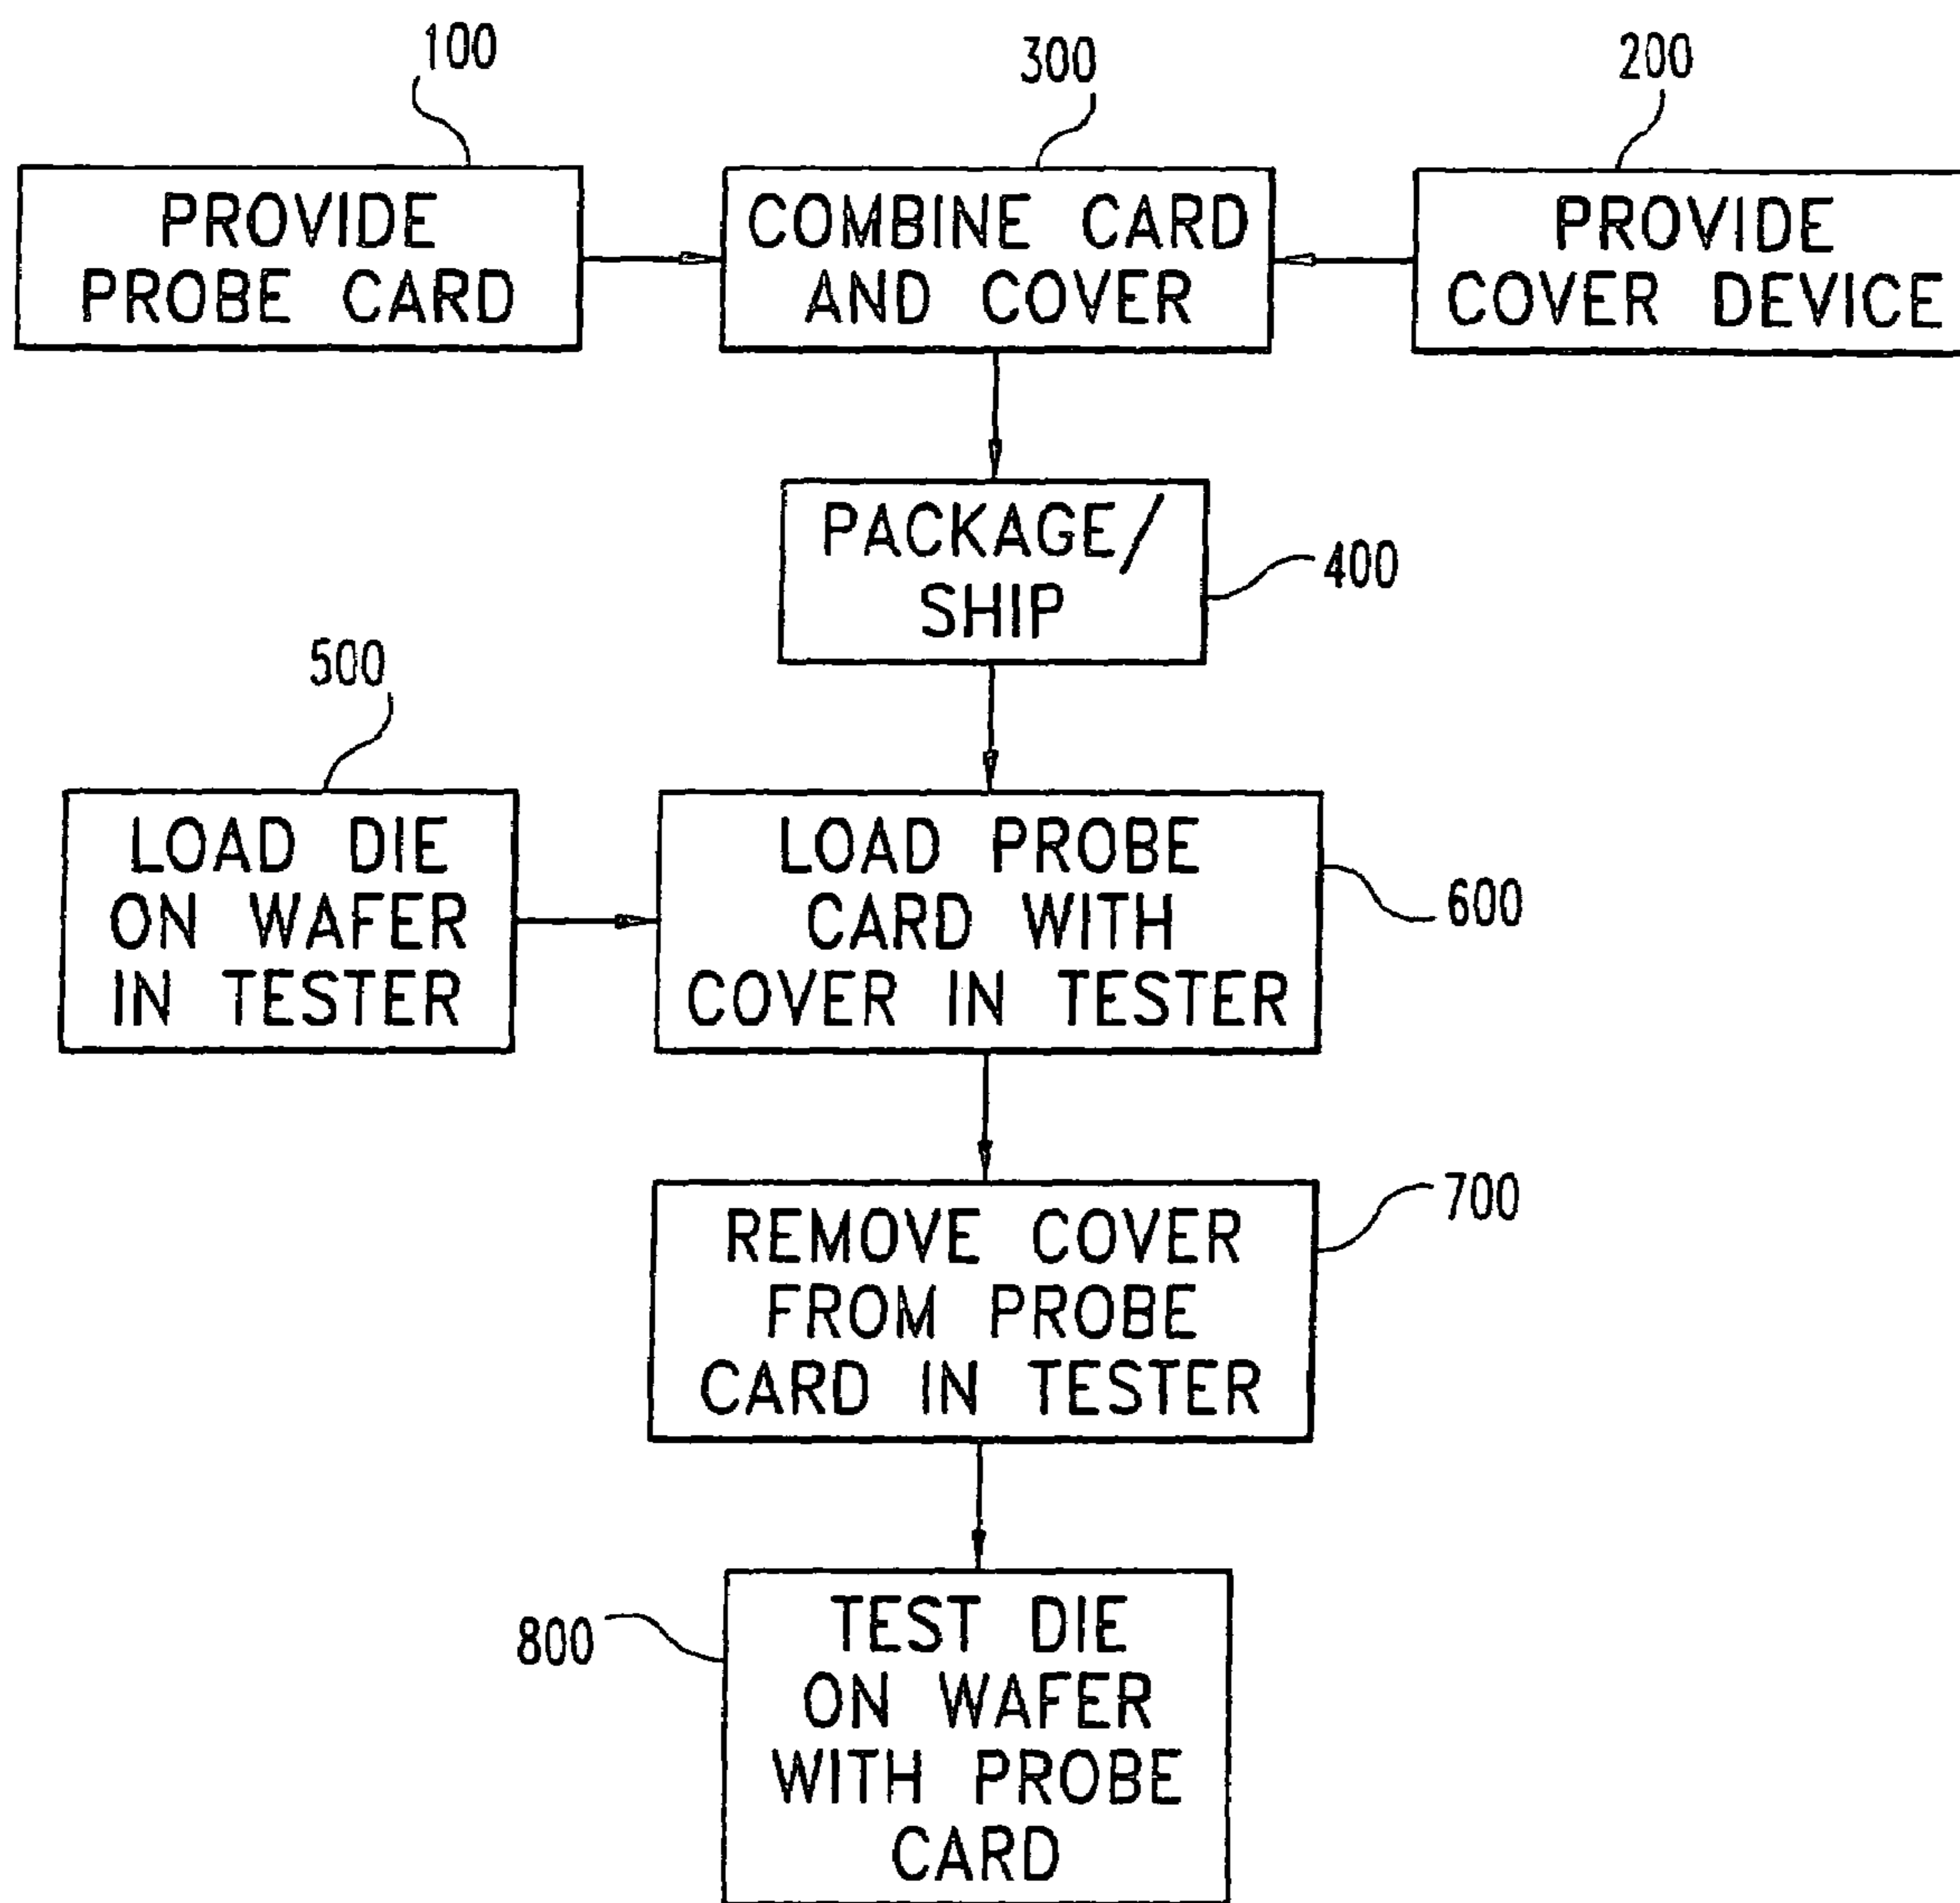 100
300
200
PROVIDE
PROBE CARD
COMBINE CARD
AND COVER
PROVIDE
COVER DEVICE
PACKAGE/
SHIP
400
500
LOAD DIE
ON WAFER
IN TESTER
LOAD PROBE
CARD WITH
COVER IN TESTER
600
REMOVE COVER
FROM PROBE
CARD IN TESTER
700
800
TEST DIE
ON WAFER
WITH PROBE
CARD